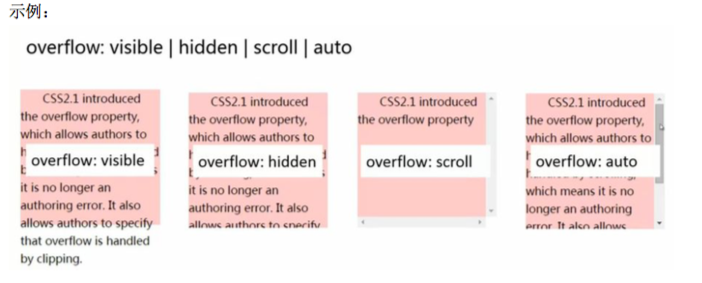 示例：
overflow: visible | hidden | scroll | auto
CSS2.1 introduced
the overflow property,
which allows authors to
overflow: visible
it is no longer an
authoring error. It also
allows authors to specify
that overflow is handled
by clipping.
CSS2.1 introduced
the overflow property,
which allows authors to
overflow: hidden
it is no longer an
authoring error. It also
allows authors to specify
CSS2.1 introduced
the overflow property
overflow: scroll
CSS2.1 introduced
the overflow property,
which allows authors to
overflow: auto
which means it is no
longer an authoring
error. It also allows